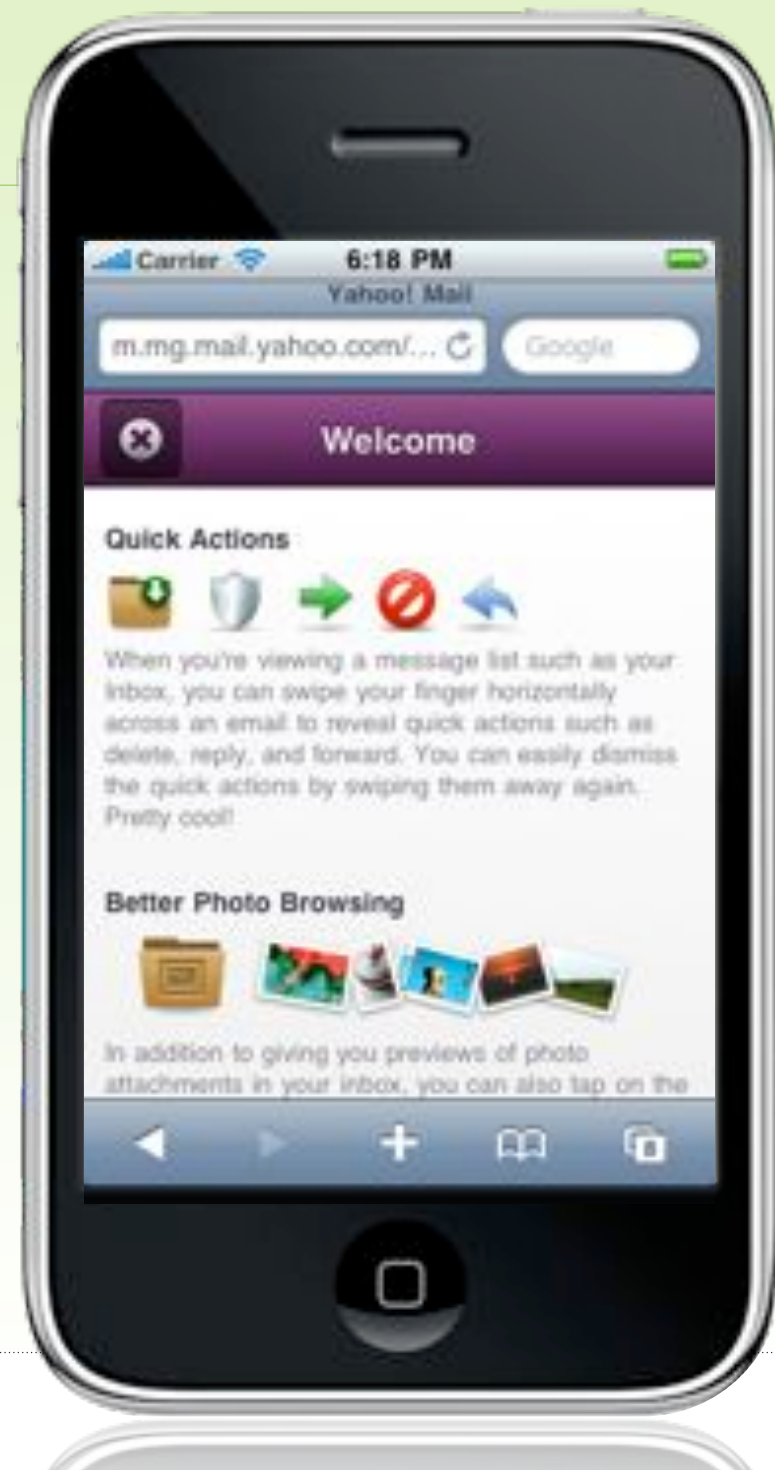 Carrier 6:18 PM
Yahoo! Mail
m.mg.mail.yahoo.com/... Google
Welcome
Quick Actions
When you're viewing a message list such as your
Inbox, you can swipe your finger horizontally
across an email to reveal quick actions such as
delete, reply, and forward. You can easily dismiss
the quick actions by swiping them away again.
Pretty cool!
Better Photo Browsing
In addition to giving you previews of photo
attachments in your inbox, you can also tap on the